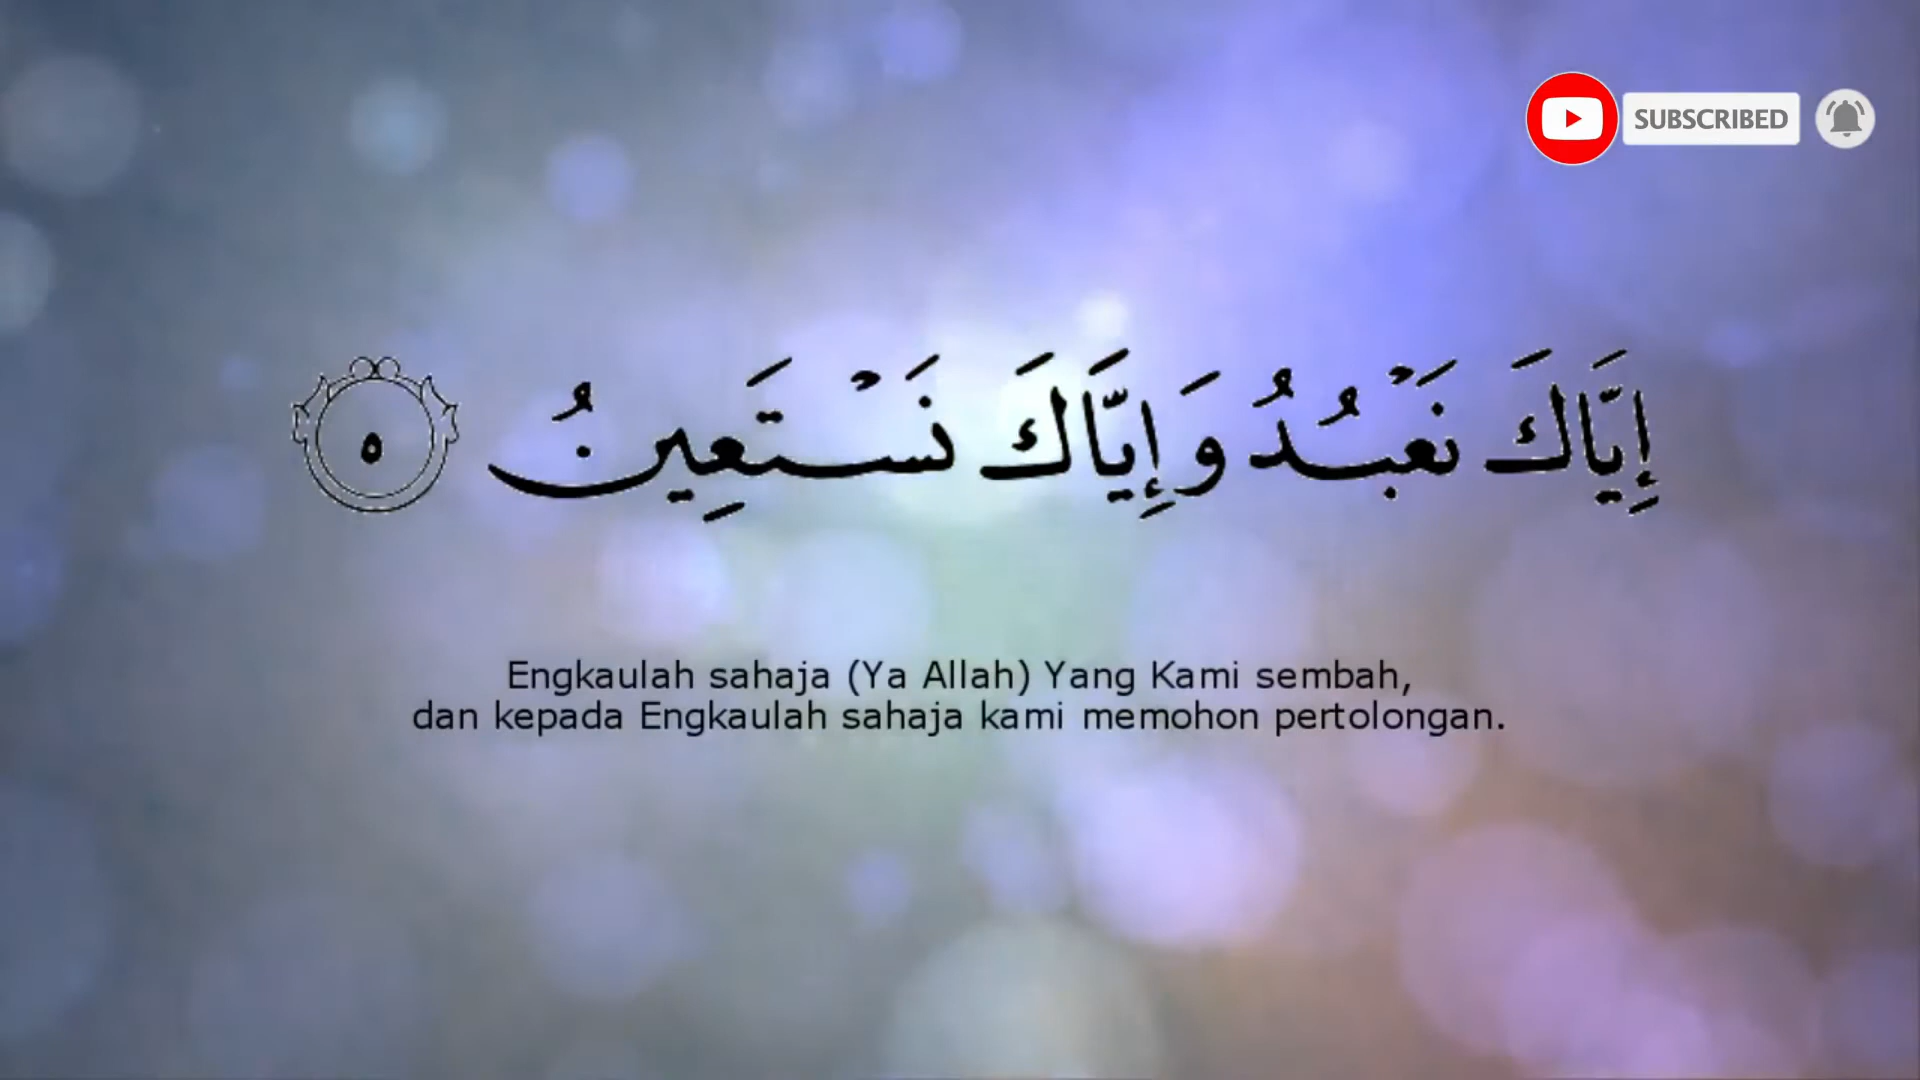 SUBSCRIBED
إِيَّاكَ نَعْبُدُ وَإِيَّاكَ نَسْتَعِينُ ٥
Engkaulah sahaja (Ya Allah) Yang Kami sembah,
dan kepada Engkaulah sahaja kami memohon pertolongan.